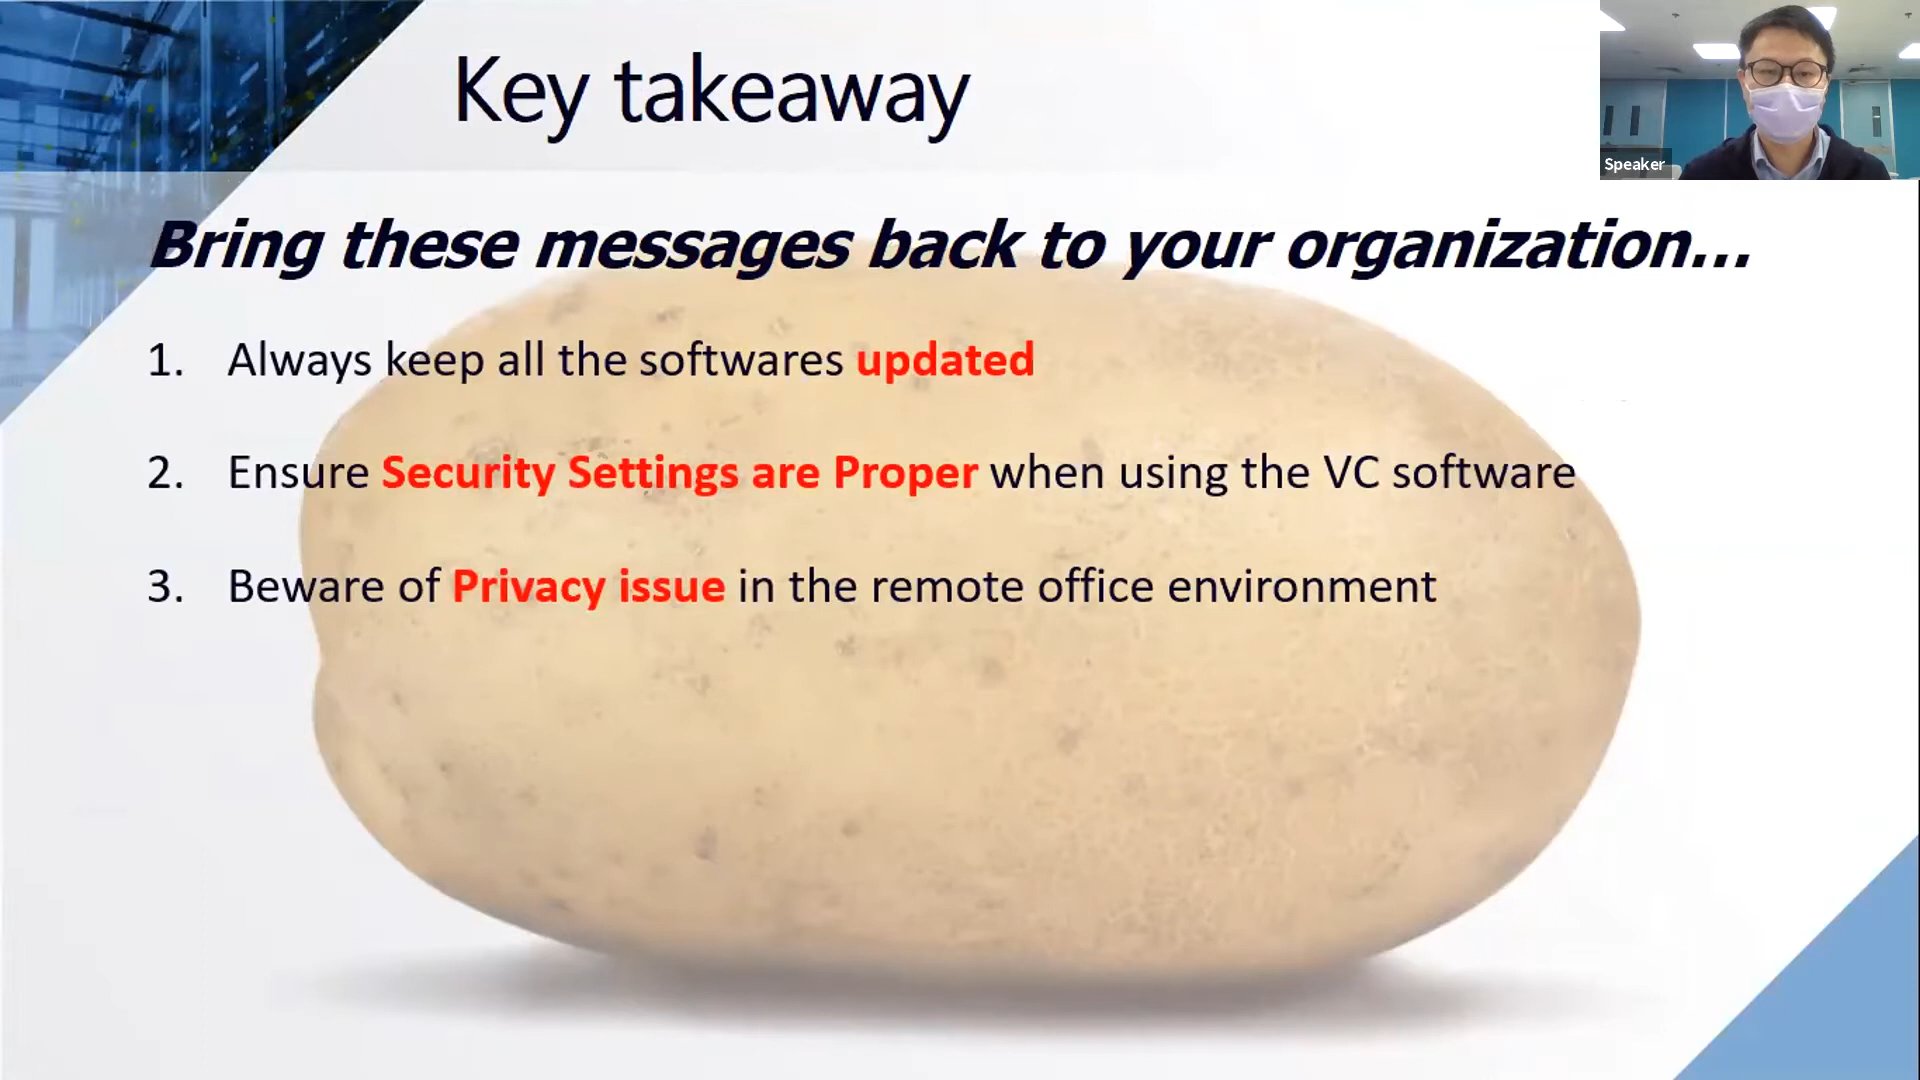 Key takeaway
Speaker
Bring these messages back to your organization...
1. Always keep all the softwares updated
2. Ensure Security Settings are Proper when using the VC software
3. Beware of Privacy issue in the remote office environment